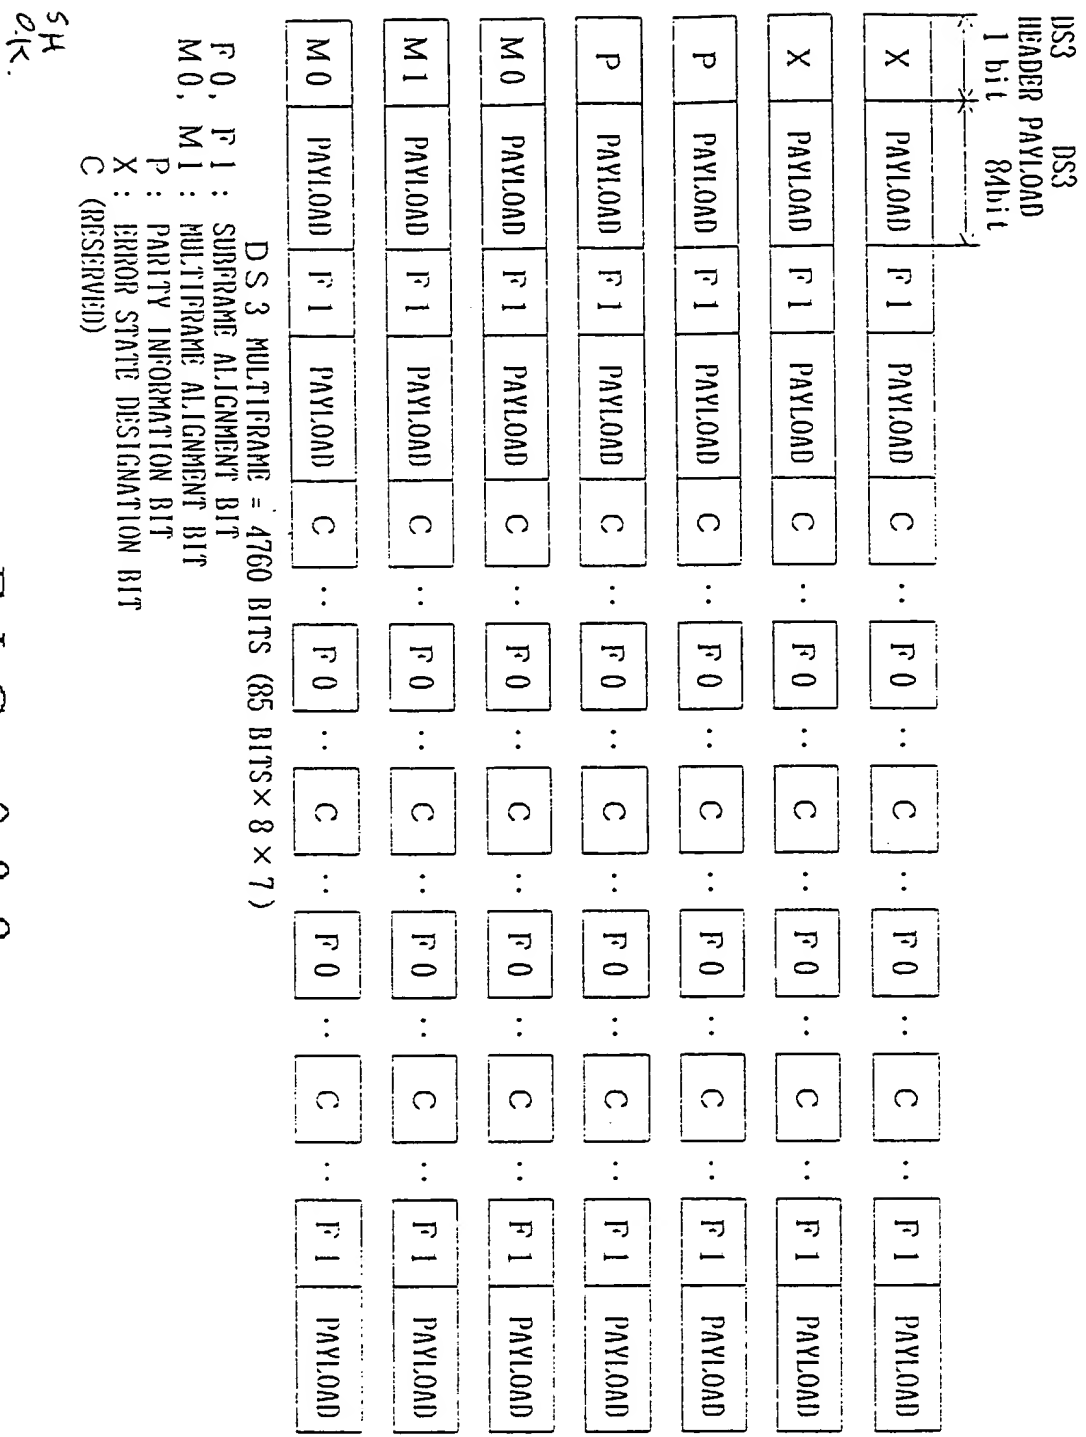 DS3 DS3
HEADER PAYLOAD
1 bit 84bit
X PAYLOAD F1 PAYLOAD C ·· F0 ·· C ·· F0 ·· C ·· F1 PAYLOAD
X PAYLOAD F1 PAYLOAD C ·· F0 ·· C ·· F0 ·· C ·· F1 PAYLOAD
P PAYLOAD F1 PAYLOAD C ·· F0 ·· C ·· F0 ·· C ·· F1 PAYLOAD
P PAYLOAD F1 PAYLOAD C ·· F0 ·· C ·· F0 ·· C ·· F1 PAYLOAD
M0 PAYLOAD F1 PAYLOAD C ·· F0 ·· C ·· F0 ·· C ·· F1 PAYLOAD
M1 PAYLOAD F1 PAYLOAD C ·· F0 ·· C ·· F0 ·· C ·· F1 PAYLOAD
M0 PAYLOAD F1 PAYLOAD C ·· F0 ·· C ·· F0 ·· C ·· F1 PAYLOAD
DS3 MULTIFRAME = 4760 BITS (85 BITS × 8 × 7)
F0, F1 : SUBFRAME ALIGNMENT BIT
M0, M1 : MULTIFRAME ALIGNMENT BIT
P : PARITY INFORMATION BIT
X : ERROR STATE DESIGNATION BIT
C (RESERVED)
SH
O.K.